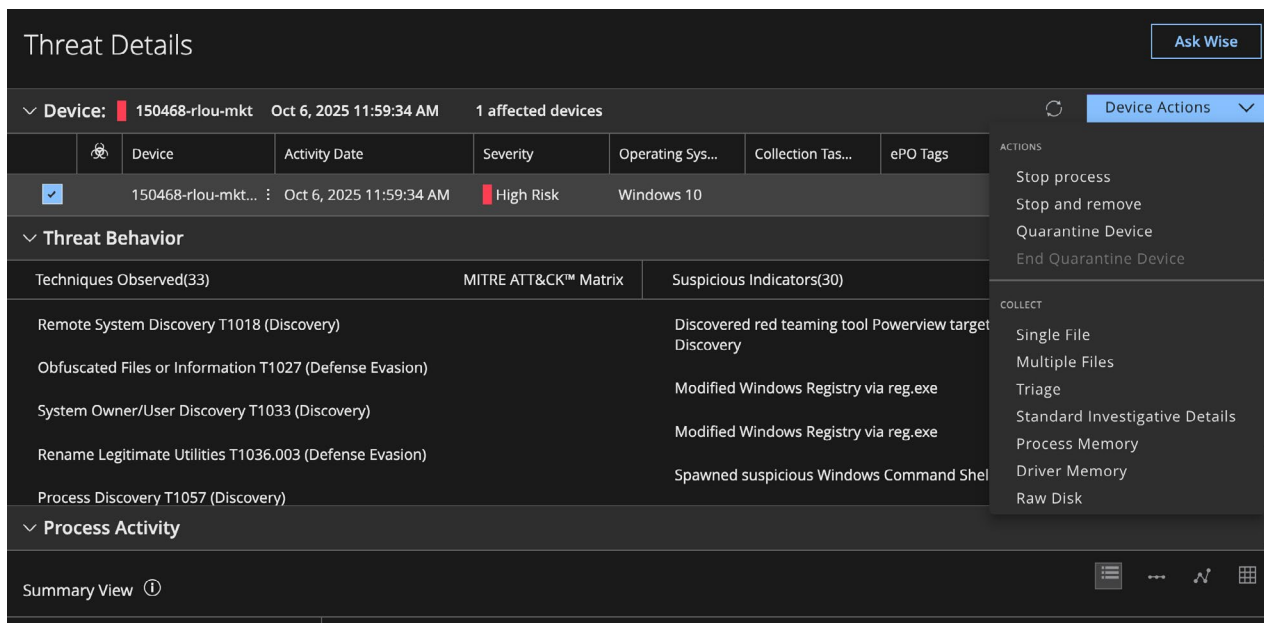 Threat Details
Ask Wise
Device: 150468-rlou-mkt Oct 6, 2025 11:59:34 AM 1 affected devices
Device Actions
Device Activity Date Severity Operating Sys... Collection Tas... ePO Tags
150468-rlou-mkt... Oct 6, 2025 11:59:34 AM High Risk Windows 10
ACTIONS
Stop process
Stop and remove
Quarantine Device
End Quarantine Device
COLLECT
Single File
Multiple Files
Triage
Standard Investigative Details
Process Memory
Driver Memory
Raw Disk
Threat Behavior
Techniques Observed(33) MITRE ATT&CK™ Matrix
Remote System Discovery T1018 (Discovery)
Obfuscated Files or Information T1027 (Defense Evasion)
System Owner/User Discovery T1033 (Discovery)
Rename Legitimate Utilities T1036.003 (Defense Evasion)
Process Discovery T1057 (Discovery)
Suspicious Indicators(30)
Discovered red teaming tool Powerview target
Discovery
Modified Windows Registry via reg.exe
Modified Windows Registry via reg.exe
Spawned suspicious Windows Command Shel
Process Activity
Summary View